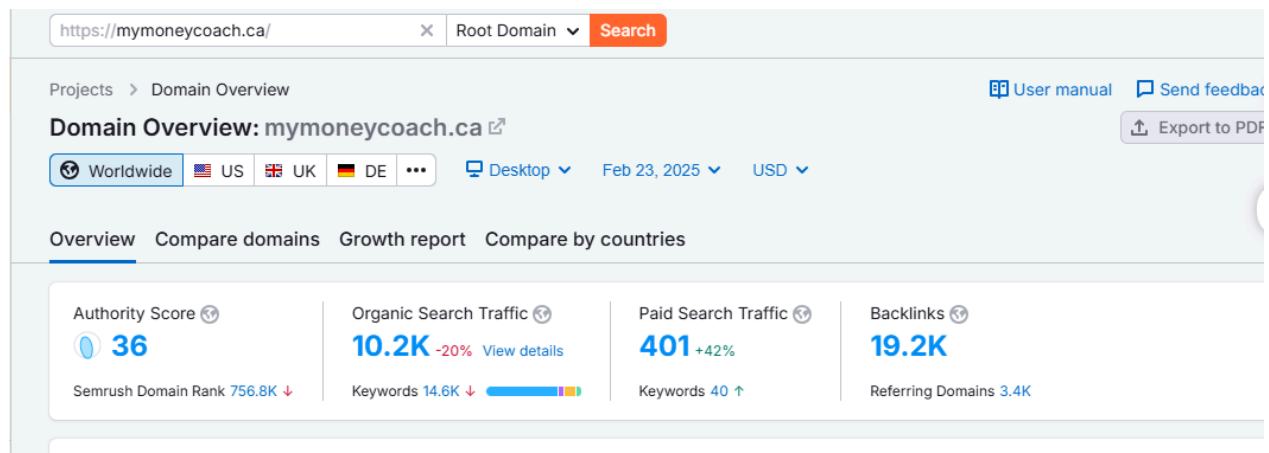 https://mymoneycoach.ca/ Root Domain Search
Projects > Domain Overview User manual Send feedbac
Domain Overview: mymoneycoach.ca Export to PDF
Worldwide US UK DE ••• Desktop Feb 23, 2025 USD
Overview Compare domains Growth report Compare by countries
Authority Score Organic Search Traffic Paid Search Traffic Backlinks
36 10.2K -20% View details 401 +42% 19.2K
Semrush Domain Rank 756.8K ↓ Keywords 14.6K ↓ Keywords 40 ↑ Referring Domains 3.4K